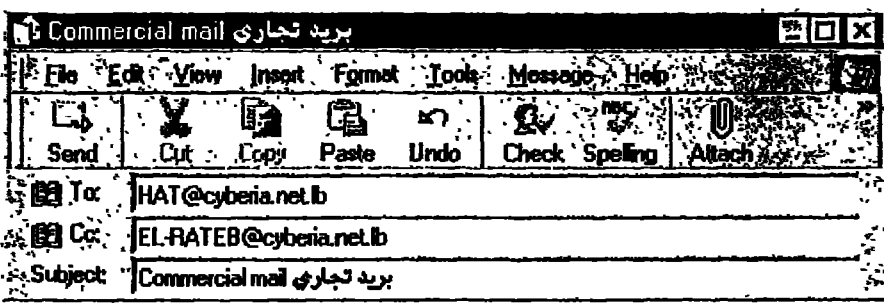 Commercial mail بريد تجاري
File Edit View Insert Format Tools Message Help
Send Cut Copy Paste Undo Check Spelling Attach »
To: HAT@cyberia.net.lb
Cc: EL-RATEB@cyberia.net.lb
Subject: Commercial mail بريد تجاري